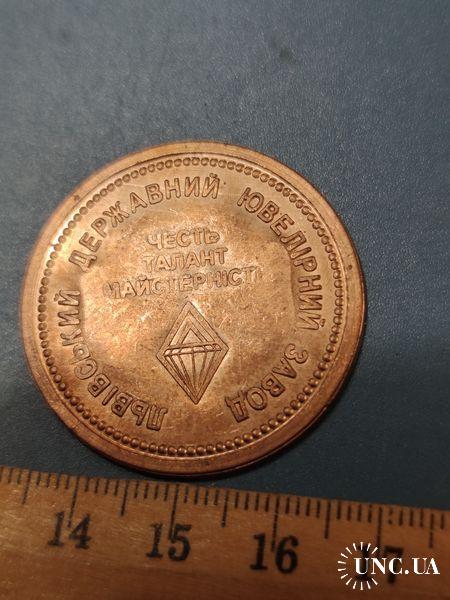 ЛЬВІВСЬКИЙ ДЕРЖАВНИЙ ЮВЕЛІРНИЙ ЗАВОД
ЧЕСТЬ
ТАЛАНТ
МАЙСТЕРНІСТЬ
14 15 16 17
UNC.UA